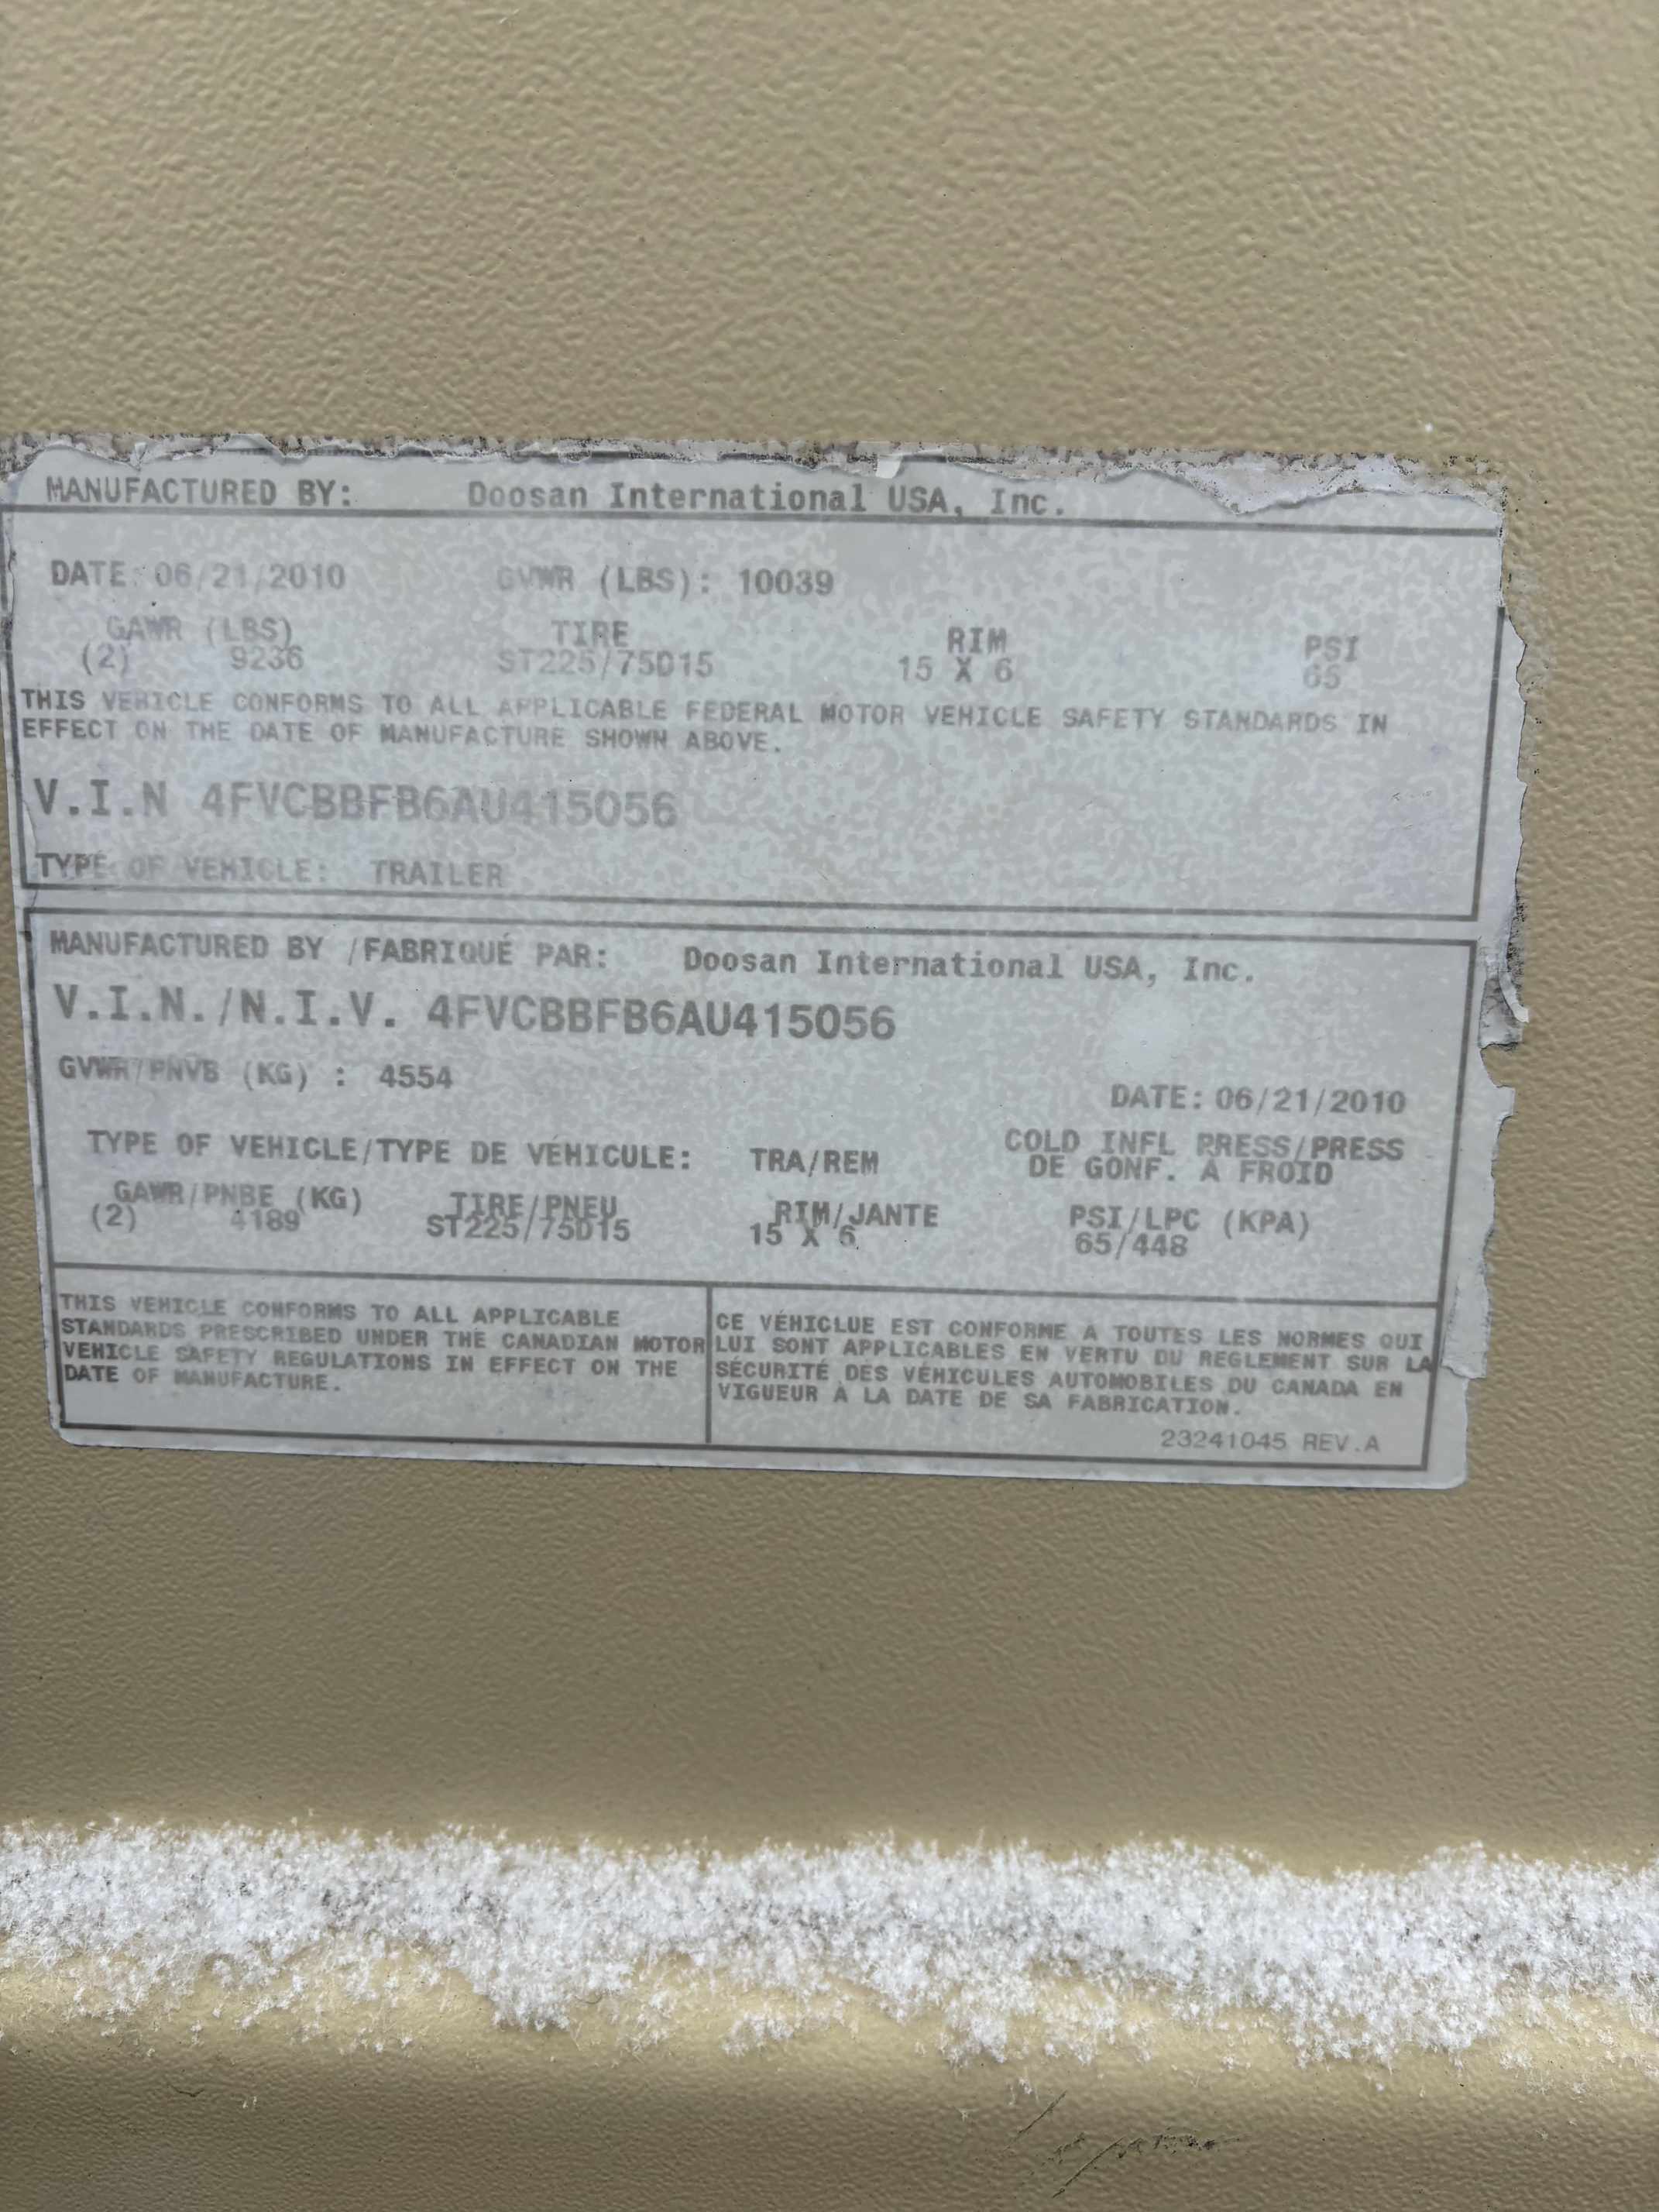 MANUFACTURED BY: Doosan International USA, Inc.
DATE: 06/21/2010 GVWR (LBS): 10039
GAWR (LBS) TIRE RIM PSI
(2) 9236 ST225/75D15 15 X 6 65
THIS VEHICLE CONFORMS TO ALL APPLICABLE FEDERAL MOTOR VEHICLE SAFETY STANDARDS IN
EFFECT ON THE DATE OF MANUFACTURE SHOWN ABOVE.
V.I.N 4FVCBBFB6AU415056
TYPE OF VEHICLE: TRAILER
MANUFACTURED BY /FABRIQUÉ PAR: Doosan International USA, Inc.
V.I.N./N.I.V. 4FVCBBFB6AU415056
GVWR/PNVB (KG) : 4554
DATE: 06/21/2010
TYPE OF VEHICLE/TYPE DE VÉHICULE: TRA/REM
COLD INFL PRESS/PRESS
DE GONF. À FROID
GAWR/PNBE (KG) TIRE/PNEU RIM/JANTE PSI/LPC (KPA)
(2) 4189 ST225/75D15 15 X 6 65/448
THIS VEHICLE CONFORMS TO ALL APPLICABLE
STANDARDS PRESCRIBED UNDER THE CANADIAN MOTOR
VEHICLE SAFETY REGULATIONS IN EFFECT ON THE
DATE OF MANUFACTURE.
CE VÉHICLUE EST CONFORME À TOUTES LES NORMES QUI
LUI SONT APPLICABLES EN VERTU DU REGLEMENT SUR LA
SÉCURITÉ DES VÉHICULES AUTOMOBILES DU CANADA EN
VIGUEUR À LA DATE DE SA FABRICATION.
23241045 REV.A